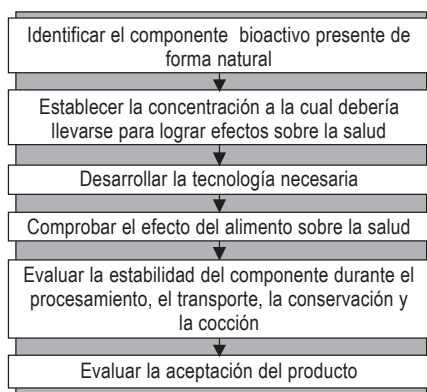 Identificar el componente bioactivo presente de
forma natural
Establecer la concentración a la cual debería
llevarse para lograr efectos sobre la salud
Desarrollar la tecnología necesaria
Comprobar el efecto del alimento sobre la salud
Evaluar la estabilidad del componente durante el
procesamiento, el transporte, la conservación y
la cocción
Evaluar la aceptación del producto